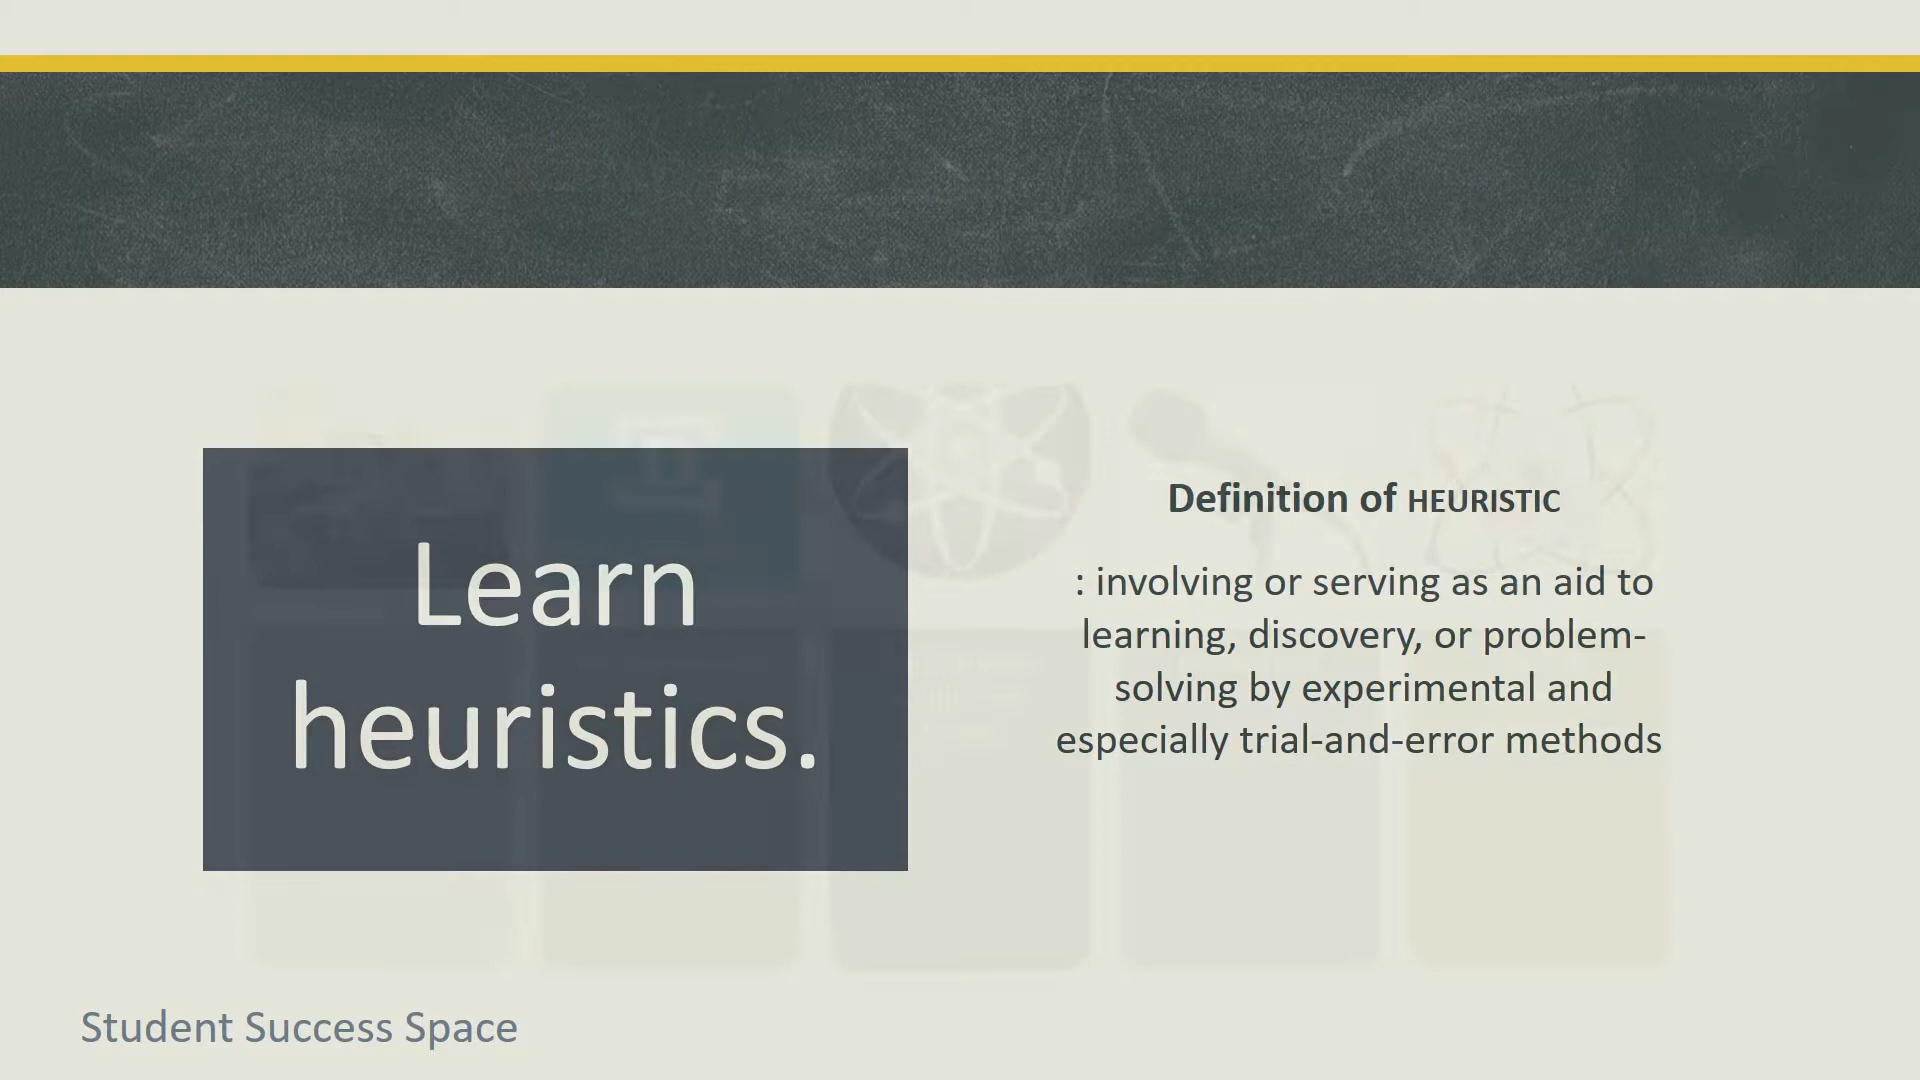 Learn
heuristics.
Definition of HEURISTIC
: involving or serving as an aid to
learning, discovery, or problem-
solving by experimental and
especially trial-and-error methods
Student Success Space